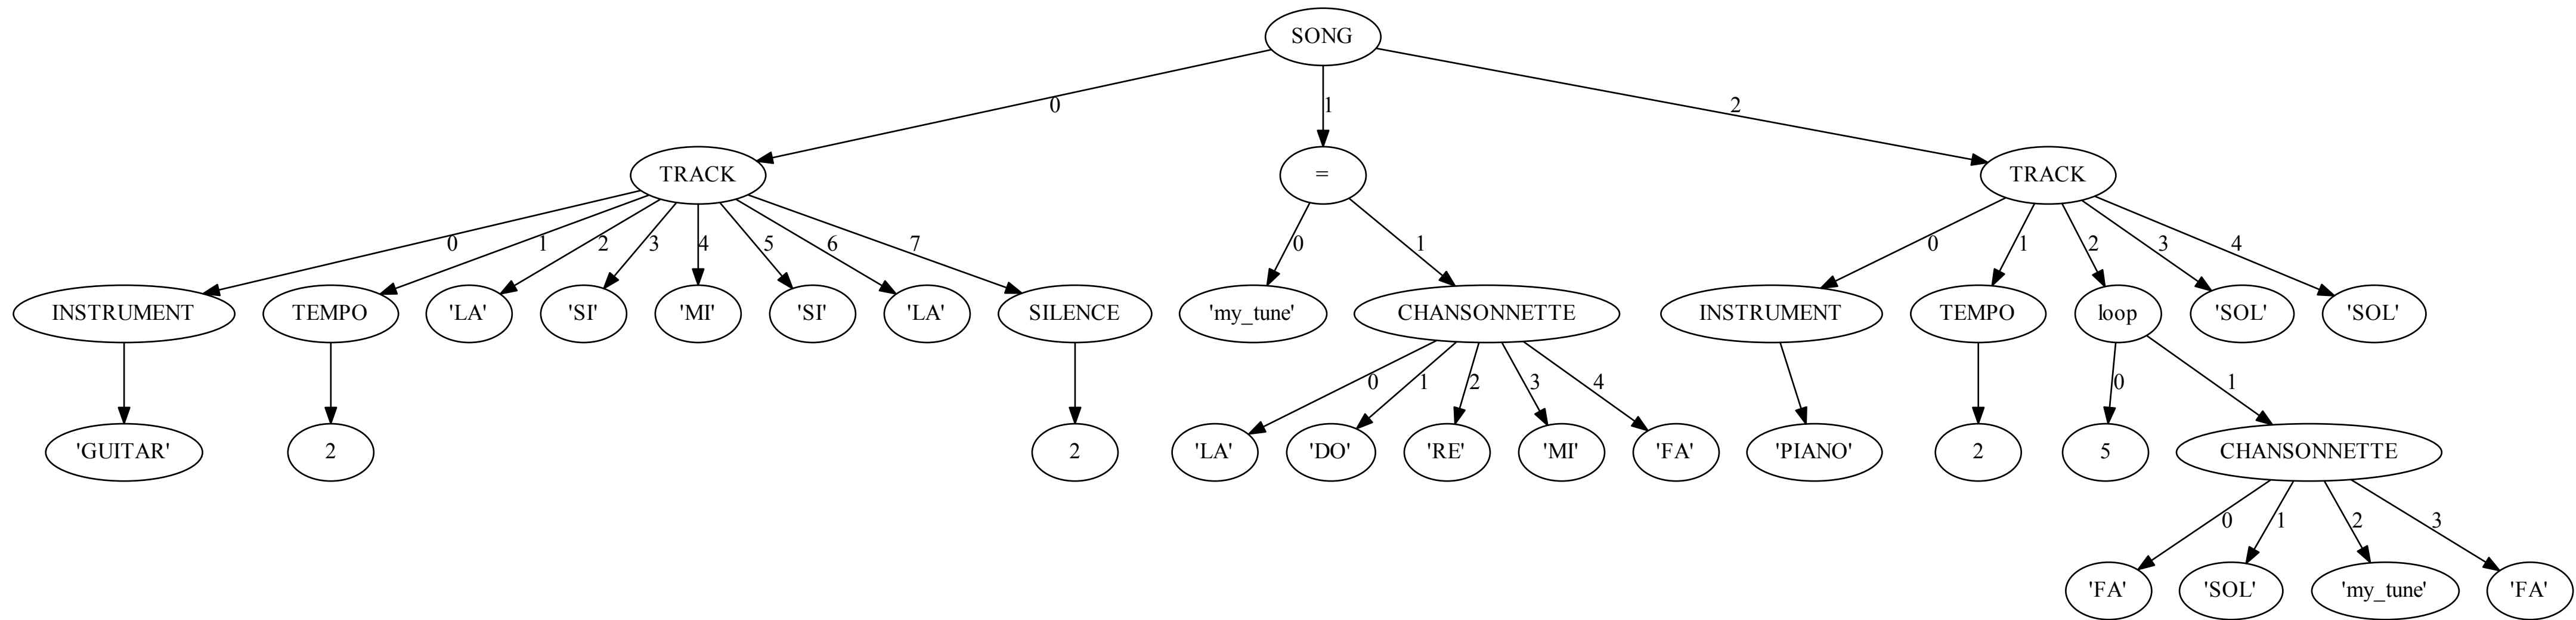 SONG
0
1
2
TRACK
=
TRACK
0
1
2
3
4
5
6
7
0
1
0
1
2
3
4
INSTRUMENT
TEMPO
'LA'
'SI'
'MI'
'SI'
'LA'
SILENCE
'my_tune'
CHANSONNETTE
INSTRUMENT
TEMPO
loop
'SOL'
'SOL'
0
1
2
3
4
0
1
'GUITAR'
2
2
'LA'
'DO'
'RE'
'MI'
'FA'
'PIANO'
2
5
CHANSONNETTE
0
1
2
3
'FA'
'SOL'
'my_tune'
'FA'